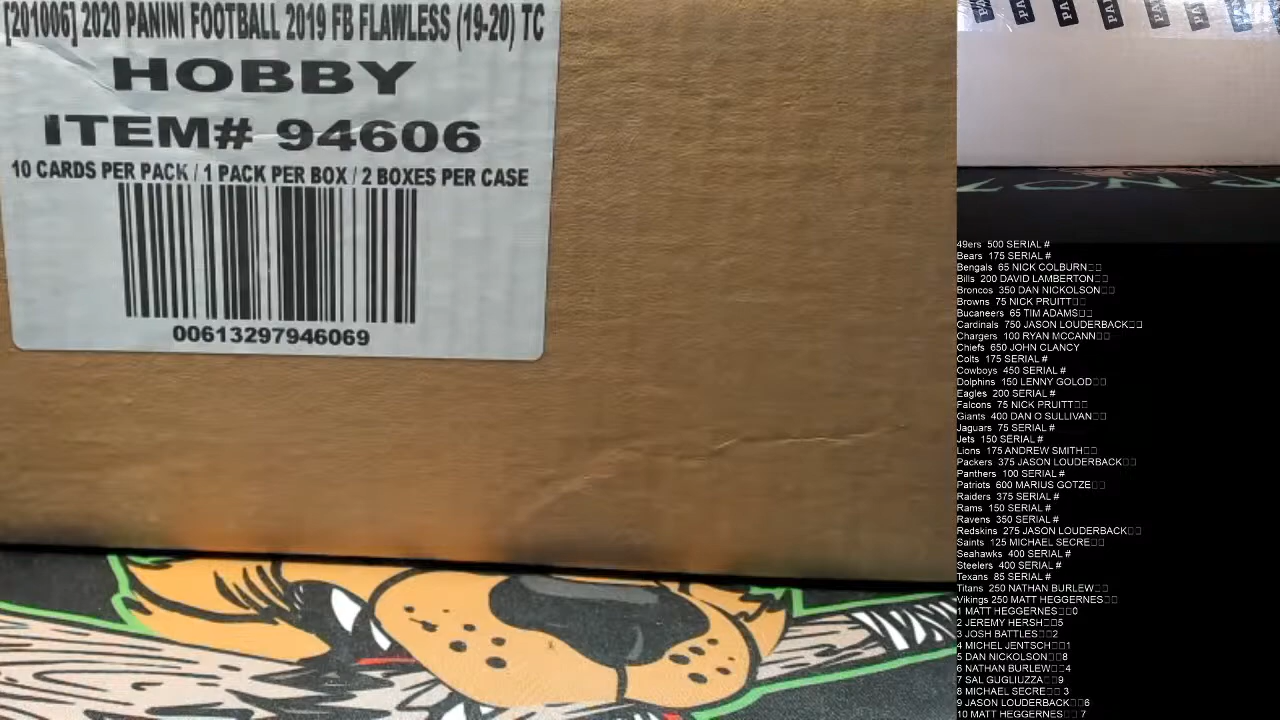 [201006] 2020 PANINI FOOTBALL 2019 FB FLAWLESS (19-20) TC
HOBBY
ITEM# 94606
10 CARDS PER PACK / 1 PACK PER BOX / 2 BOXES PER CASE
00613297946069
49ers 500 SERIAL #
Bears 175 SERIAL #
Bengals 65 NICK COLBURN
Bills 200 DAVID LAMBERTON
Broncos 350 DAN NICKOLSON
Browns 75 NICK PRUITT
Bucaneers 65 TIM ADAMS
Cardinals 750 JASON LOUDERBACK
Chargers 100 RYAN MCCANN
Chiefs 650 JOHN CLANCY
Colts 175 SERIAL #
Cowboys 450 SERIAL #
Dolphins 150 LENNY GOLOD
Eagles 200 SERIAL #
Falcons 75 NICK PRUITT
Giants 400 DAN O SULLIVAN
Jaguars 75 SERIAL #
Jets 150 SERIAL #
Lions 175 ANDREW SMITH
Packers 375 JASON LOUDERBACK
Panthers 100 SERIAL #
Patriots 600 MARIUS GOTZE
Raiders 375 SERIAL #
Rams 150 SERIAL #
Ravens 350 SERIAL #
Redskins 275 JASON LOUDERBACK
Saints 125 MICHAEL SECRE
Seahawks 400 SERIAL #
Steelers 400 SERIAL #
Texans 85 SERIAL #
Titans 250 NATHAN BURLEW
Vikings 250 MATT HEGGERNES
1 MATT HEGGERNES 0
2 JEREMY HERSH 5
3 JOSH BATTLES 2
4 MICHEL JENTSCH 1
5 DAN NICKOLSON 8
6 NATHAN BURLEW 4
7 SAL GUGLIUZZA 9
8 MICHAEL SECRE 3
9 JASON LOUDERBACK 6
10 MATT HEGGERNES 7